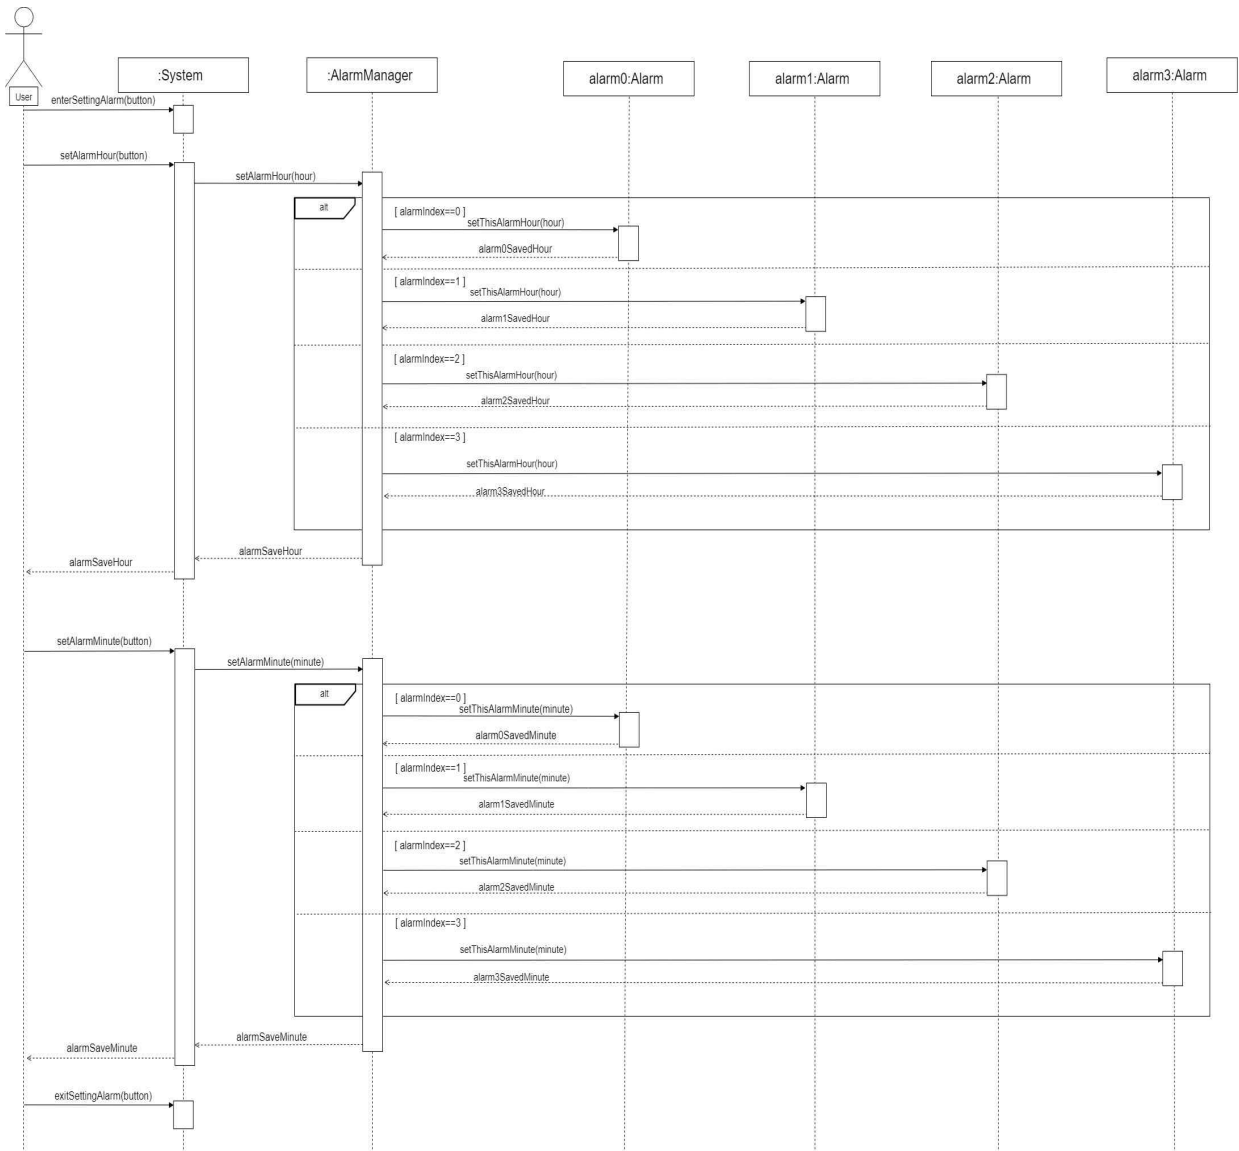 :System
:AlarmManager
alarm0:Alarm
alarm1:Alarm
alarm2:Alarm
alarm3:Alarm
User
enterSettingAlarm(button)
setAlarmHour(button)
setAlarmHour(hour)
alt
[ alarmIndex==0 ]
setThisAlarmHour(hour)
alarm0SavedHour
[ alarmIndex==1 ]
setThisAlarmHour(hour)
alarm1SavedHour
[ alarmIndex==2 ]
setThisAlarmHour(hour)
alarm2SavedHour
[ alarmIndex==3 ]
setThisAlarmHour(hour)
alarm3SavedHour
alarmSaveHour
alarmSaveHour
setAlarmMinute(button)
setAlarmMinute(minute)
alt
[ alarmIndex==0 ]
setThisAlarmMinute(minute)
alarm0SavedMinute
[ alarmIndex==1 ]
setThisAlarmMinute(minute)
alarm1SavedMinute
[ alarmIndex==2 ]
setThisAlarmMinute(minute)
alarm2SavedMinute
[ alarmIndex==3 ]
setThisAlarmMinute(minute)
alarm3SavedMinute
alarmSaveMinute
alarmSaveMinute
exitSettingAlarm(button)